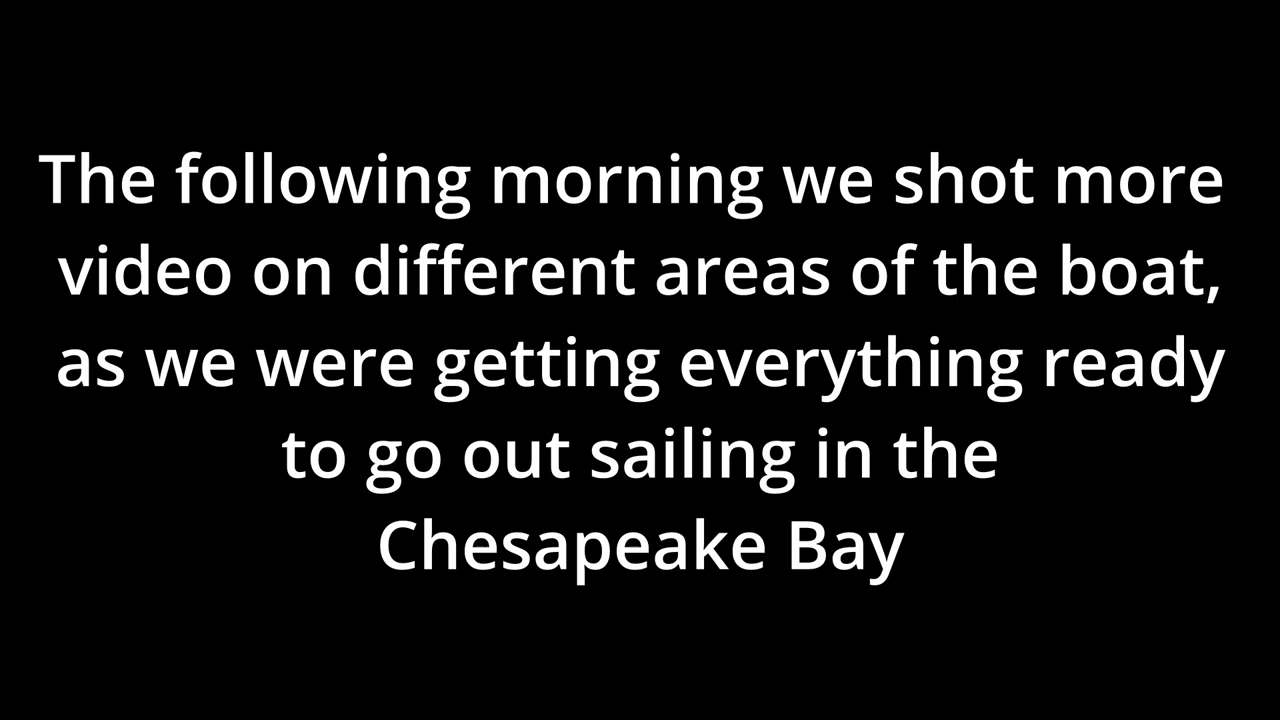 The following morning we shot more
video on different areas of the boat,
as we were getting everything ready
to go out sailing in the
Chesapeake Bay